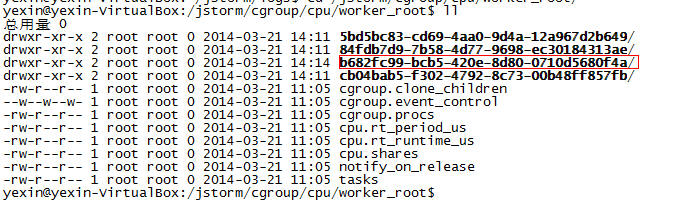 yexin@yexin-VirtualBox:/jstorm/cgroup/cpu/worker_root$ ll
总用量 0
drwxr-xr-x 2 root root 0 2014-03-21 14:11 5bd5bc83-cd69-4aa0-9d4a-12a967d2b649/
drwxr-xr-x 2 root root 0 2014-03-21 14:11 84fdb7d9-7b58-4d77-9698-ec30184313ae/
drwxr-xr-x 2 root root 0 2014-03-21 14:14 b682fc99-bcb5-420e-8d80-0710d5680f4a/
drwxr-xr-x 2 root root 0 2014-03-21 14:11 cb04bab5-f302-4792-8c73-00b48ff857fb/
-rw-r--r-- 1 root root 0 2014-03-21 11:05 cgroup.clone_children
--w--w--w- 1 root root 0 2014-03-21 11:05 cgroup.event_control
-rw-r--r-- 1 root root 0 2014-03-21 11:05 cgroup.procs
-rw-r--r-- 1 root root 0 2014-03-21 11:05 cpu.rt_period_us
-rw-r--r-- 1 root root 0 2014-03-21 11:05 cpu.rt_runtime_us
-rw-r--r-- 1 root root 0 2014-03-21 11:05 cpu.shares
-rw-r--r-- 1 root root 0 2014-03-21 11:05 notify_on_release
-rw-r--r-- 1 root root 0 2014-03-21 11:05 tasks
yexin@yexin-VirtualBox:/jstorm/cgroup/cpu/worker_root$